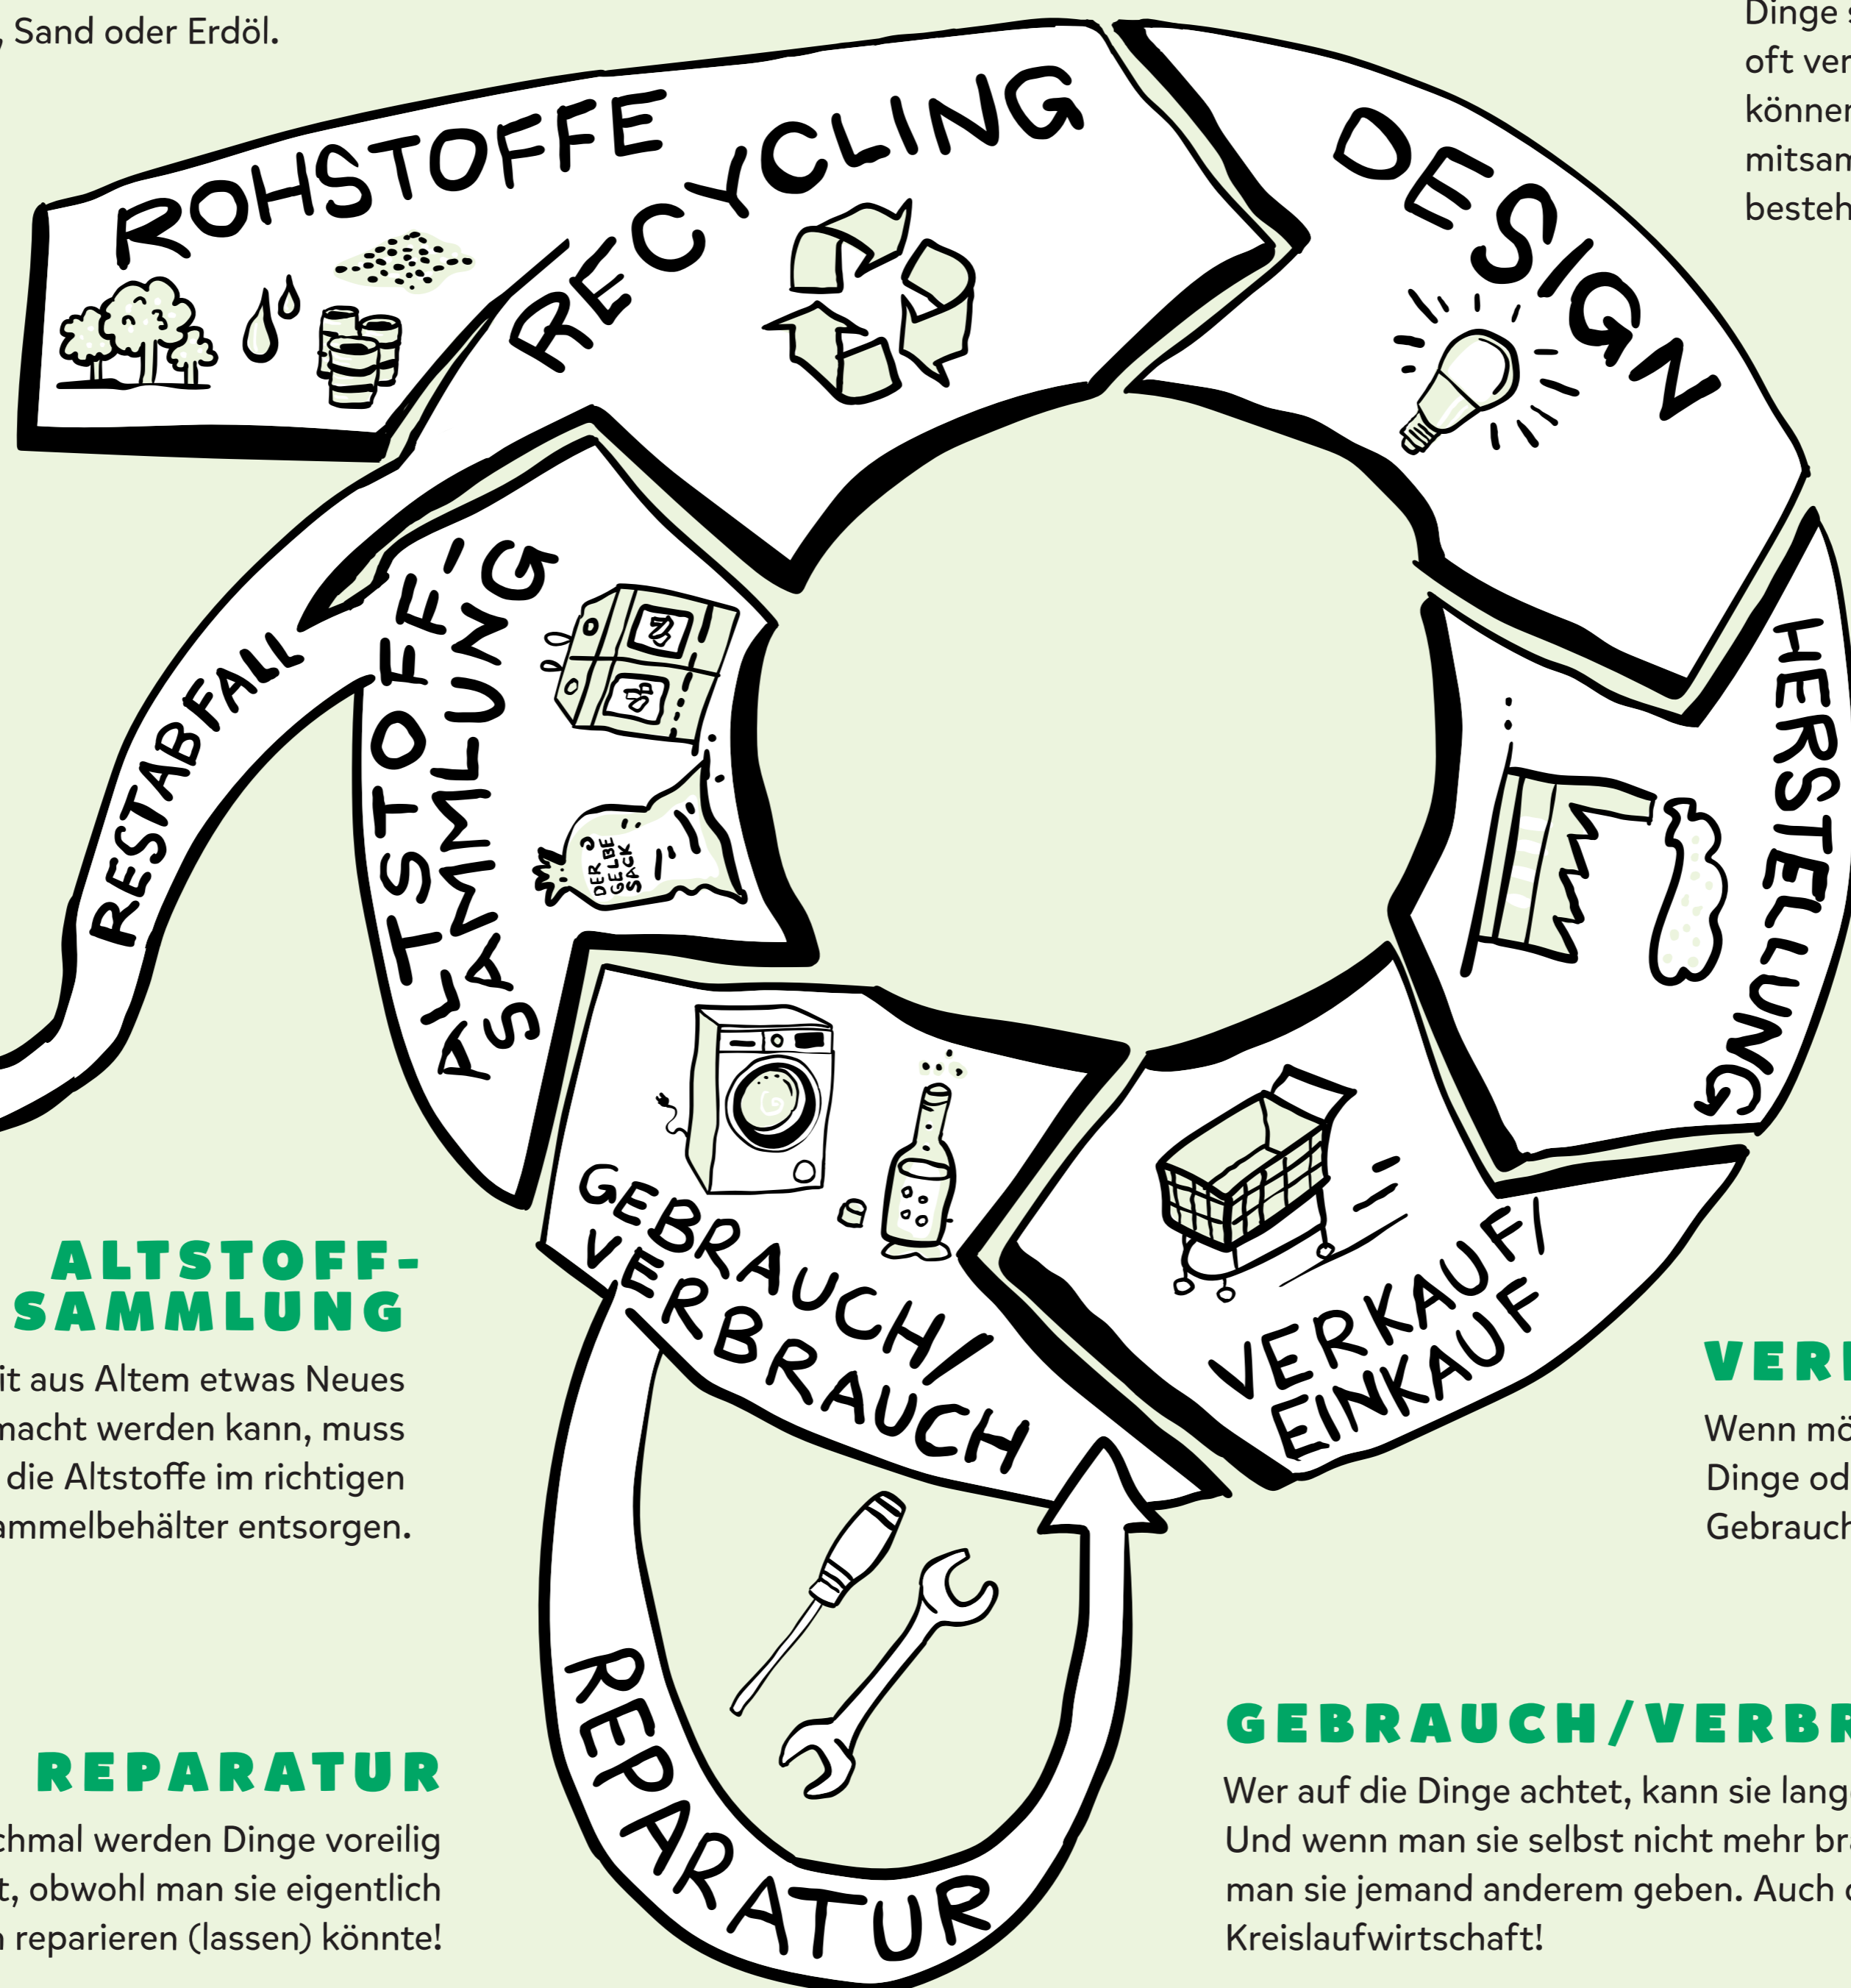 , Sand oder Erdöl.
Dinge s
oft ver
können
mitsam
besteh
ROHSTOFFE
RECYCLING
DESIGN
HERSTELLUNG
VERKAUF/
EINKAUF
GEBRAUCH/
VERBRAUCH
ALTSTOFF-
SAMMLUNG
DER
GELBE
SACK
RESTABFALL
REPARATUR
ALTSTOFF-
SAMMLUNG
it aus Altem etwas Neues
macht werden kann, muss
die Altstoffe im richtigen
ammelbehälter entsorgen.
VER
Wenn mö
Dinge od
Gebrauch
REPARATUR
chmal werden Dinge voreilig
t, obwohl man sie eigentlich
reparieren (lassen) könnte!
GEBRAUCH/VERBR
Wer auf die Dinge achtet, kann sie lang
Und wenn man sie selbst nicht mehr bra
man sie jemand anderem geben. Auch
Kreislaufwirtschaft!